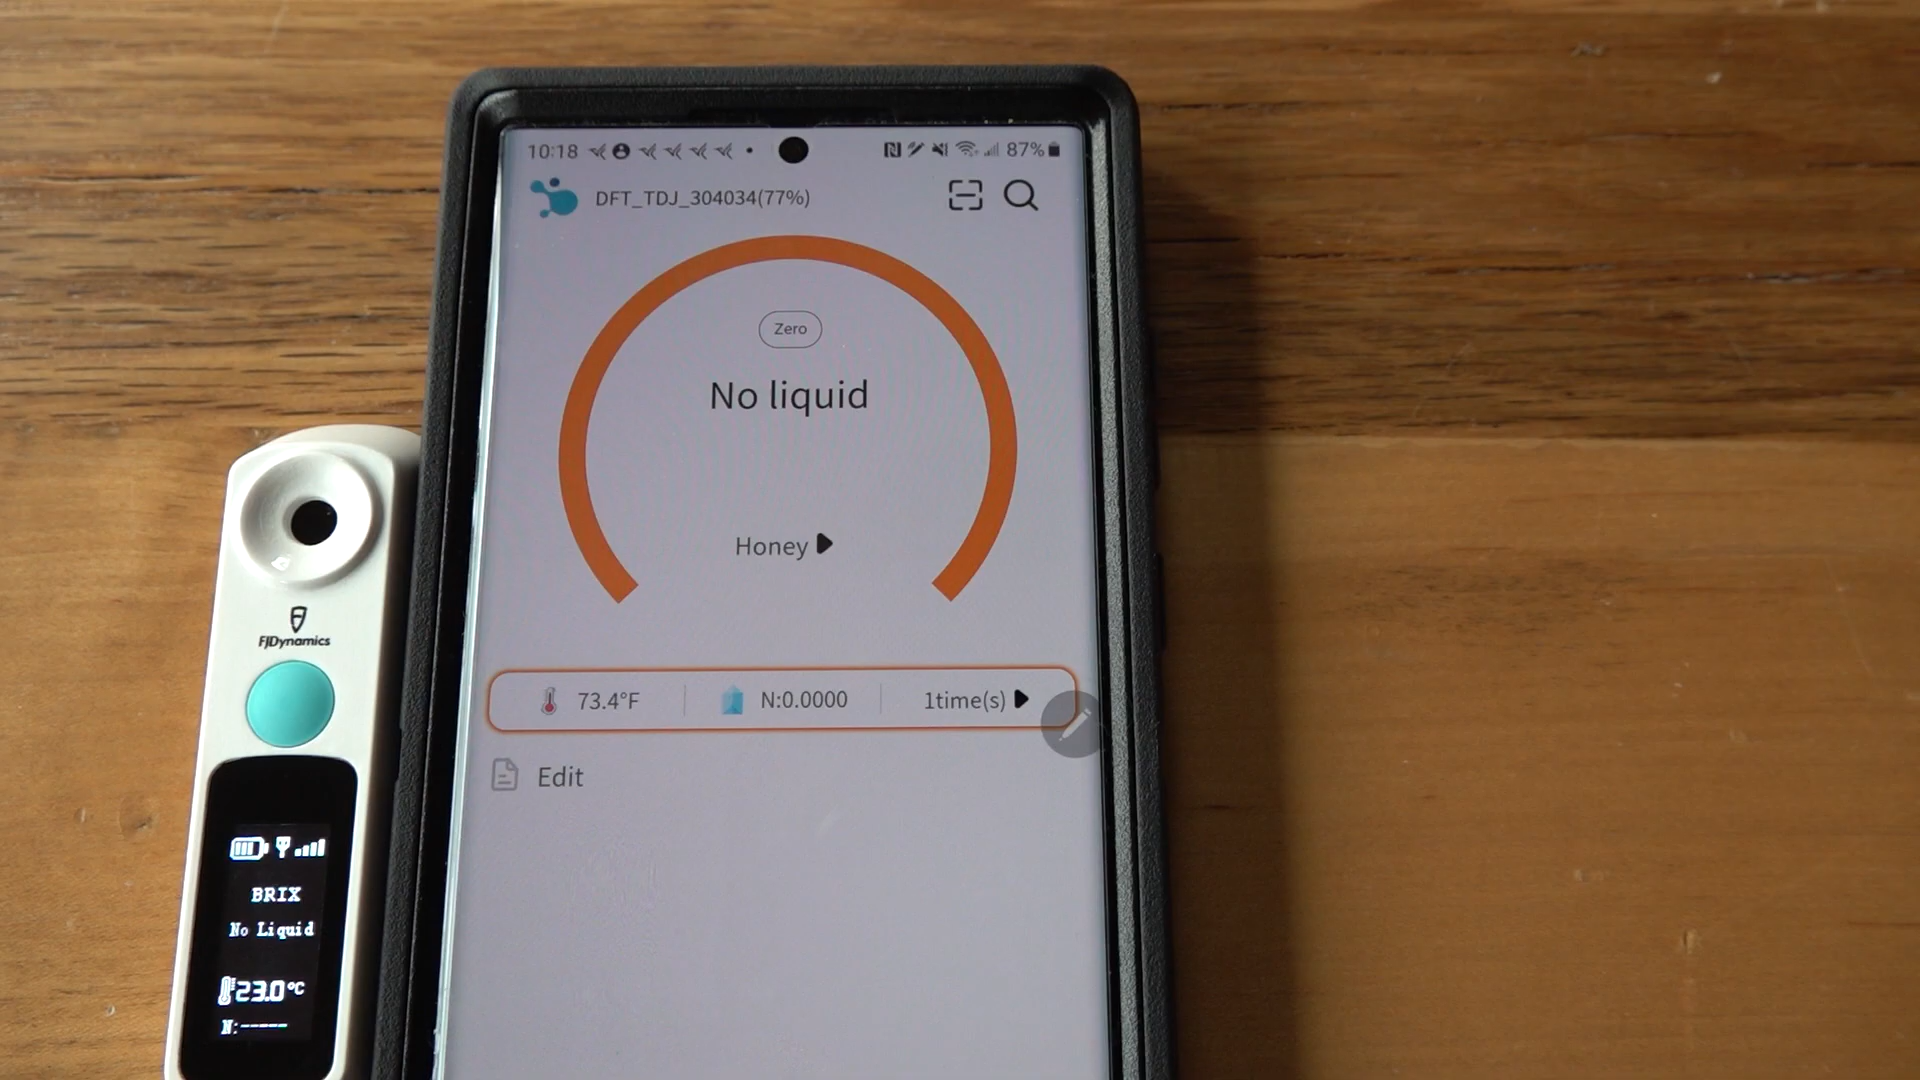 10:18
87%
DFT_TDJ_304034(77%)
Zero
No liquid
Honey
73.4°F
N:0.0000
1time(s)
Edit
FJDynamics
BRIX
No Liquid
23.0°C
N:-----